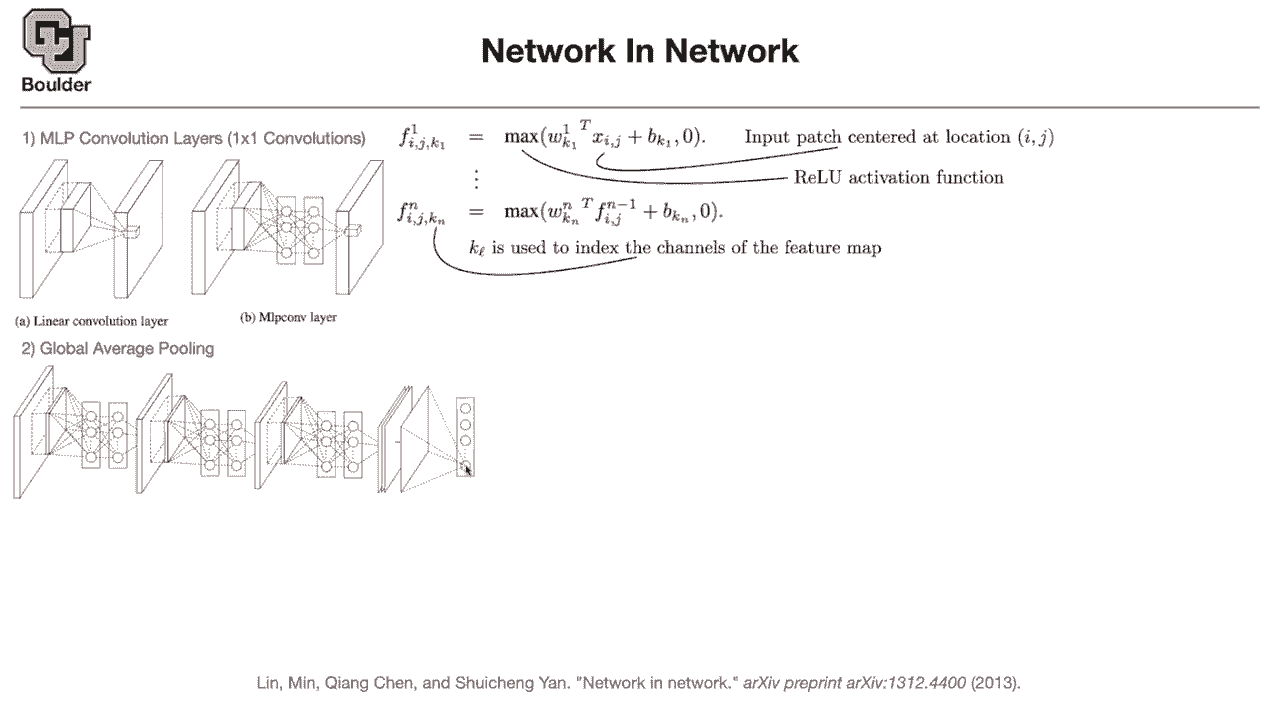 Boulder
Network In Network
1) MLP Convolution Layers (1x1 Convolutions)
f^1_{i,j,k_1} = max(w^1_{k_1}^T x_{i,j} + b_{k_1}, 0).
Input patch centered at location (i, j)
ReLU activation function
⋮
f^n_{i,j,k_n} = max(w^n_{k_n}^T f^{n-1}_{i,j} + b_{k_n}, 0).
k_ℓ is used to index the channels of the feature map
(a) Linear convolution layer
(b) Mlpconv layer
2) Global Average Pooling
Lin, Min, Qiang Chen, and Shuicheng Yan. "Network in network." arXiv preprint arXiv:1312.4400 (2013).